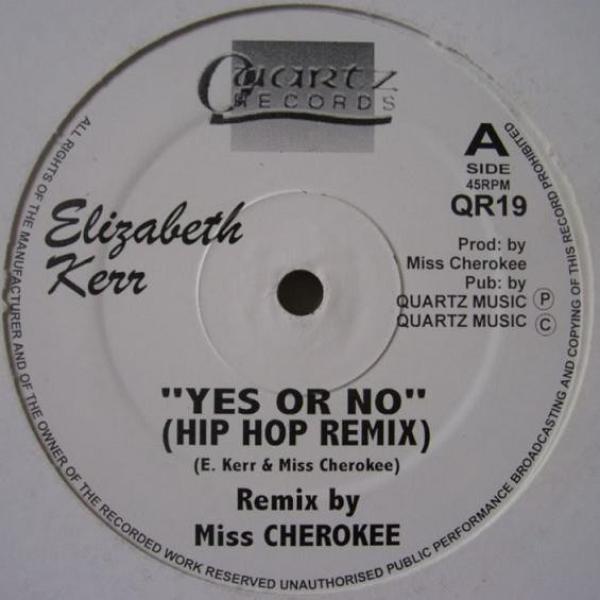 Quartz
RECORDS
A
SIDE
45RPM
QR19
Elizabeth
Kerr
Prod: by
Miss Cherokee
Pub: by
QUARTZ MUSIC Ⓟ
QUARTZ MUSIC Ⓒ
"YES OR NO"
(HIP HOP REMIX)
(E. Kerr & Miss Cherokee)
Remix by
Miss CHEROKEE
ALL RIGHTS OF THE MANUFACTURER AND OF THE OWNER OF THE RECORDED WORK RESERVED UNAUTHORISED PUBLIC PERFORMANCE BROADCASTING AND COPYING OF THIS RECORD PROHIBITED